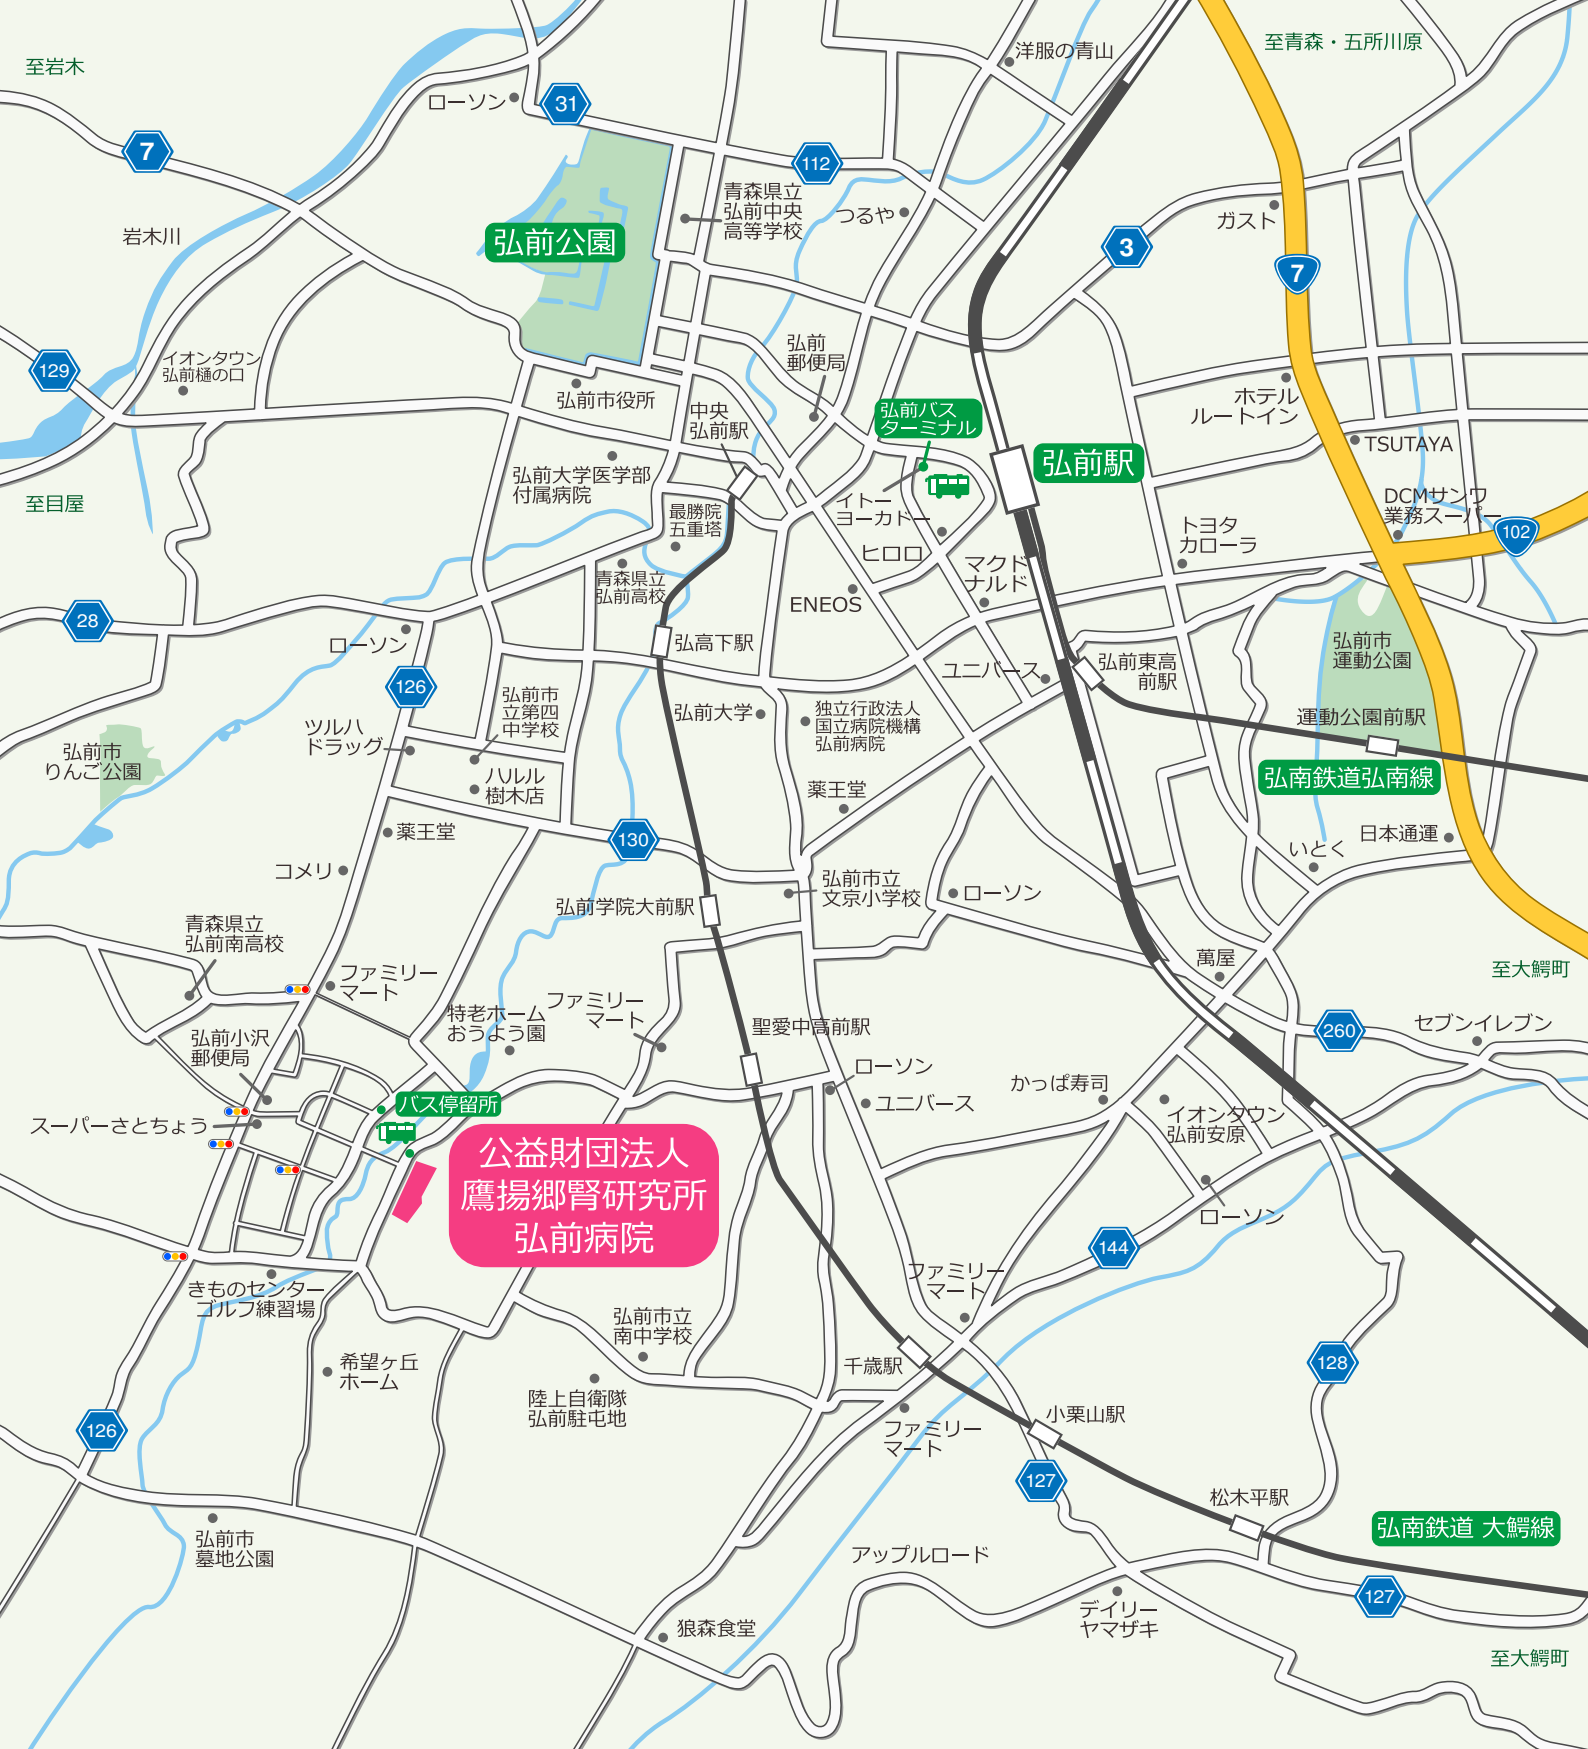 至岩木
ローソン
31
7
112
洋服の青山
至青森・五所川原
岩木川
弘前公園
青森県立
弘前中央
高等学校
つるや
3
ガスト
7
129
イオンタウン
弘前樋の口
弘前市役所
弘前
郵便局
中央
弘前駅
弘前バス
ターミナル
弘前駅
ホテル
ルートイン
TSUTAYA
至目屋
弘前大学医学部
付属病院
最勝院
五重塔
イトー
ヨーカドー
ヒロロ
マクド
ナルド
トヨタ
カローラ
DCMサンワ
業務スーパー
102
28
ローソン
青森県立
弘前高校
弘高下駅
ENEOS
ユニバース
弘前東高
前駅
弘前市
運動公園
運動公園前駅
弘南鉄道弘南線
126
弘前市
りんご公園
ツルハ
ドラッグ
弘前市
立第四
中学校
ハルル
樹木店
弘前大学
独立行政法人
国立病院機構
弘前病院
薬王堂
130
薬王堂
コメリ
弘前市立
文京小学校
ローソン
いとく
日本通運
弘前学院大前駅
青森県立
弘前南高校
ファミリー
マート
特老ホーム
おうよう園
ファミリー
マート
聖愛中高前駅
萬屋
至大鰐町
260
セブンイレブン
弘前小沢
郵便局
スーパーさとちょう
バス停留所
ローソン
ユニバース
かっぱ寿司
イオンタウン
弘前安原
公益財団法人
鷹揚郷腎研究所
弘前病院
ローソン
144
きものセンター
ゴルフ練習場
ファミリー
マート
弘前市立
南中学校
希望ヶ丘
ホーム
陸上自衛隊
弘前駐屯地
千歳駅
ファミリー
マート
小栗山駅
128
126
127
松木平駅
弘南鉄道 大鰐線
弘前市
墓地公園
アップルロード
デイリー
ヤマザキ
127
狼森食堂
至大鰐町